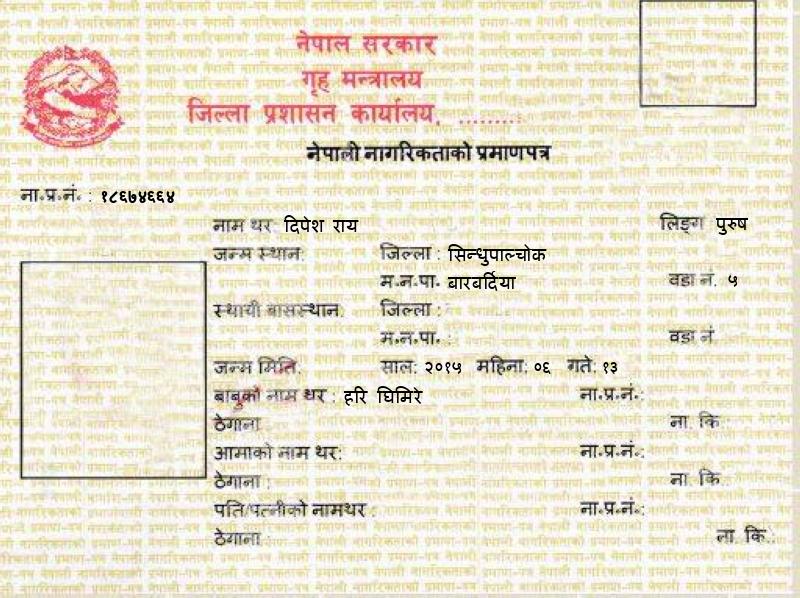 नेपाल सरकार
गृह मन्त्रालय
जिल्ला प्रशासन कार्यालय, .........
नेपाली नागरिकताको प्रमाणपत्र
ना॰प्र॰नं॰ : १८६७४६६४
नाम थर: दिपेश राय लिङ्ग पुरुष
जन्म स्थान: जिल्ला : सिन्धुपाल्चोक
म॰न॰पा॰ बारबर्दिया वडा नं. ५
स्थायी बासस्थान: जिल्ला :
म॰न॰पा॰ : वडा नं
जन्म मिति: साल: २०१५ महिना: ०६ गते: १३
बाबुको नाम थर : हरि घिमिरे ना॰प्र॰नं॰:
ठेगाना: ना. कि.:
आमाको नाम थर: ना॰प्र॰नं॰:
ठेगाना : ना. कि.
पति/पत्नीको नामथर : ना॰प्र॰नं॰:
ठेगाना : ना. कि.: